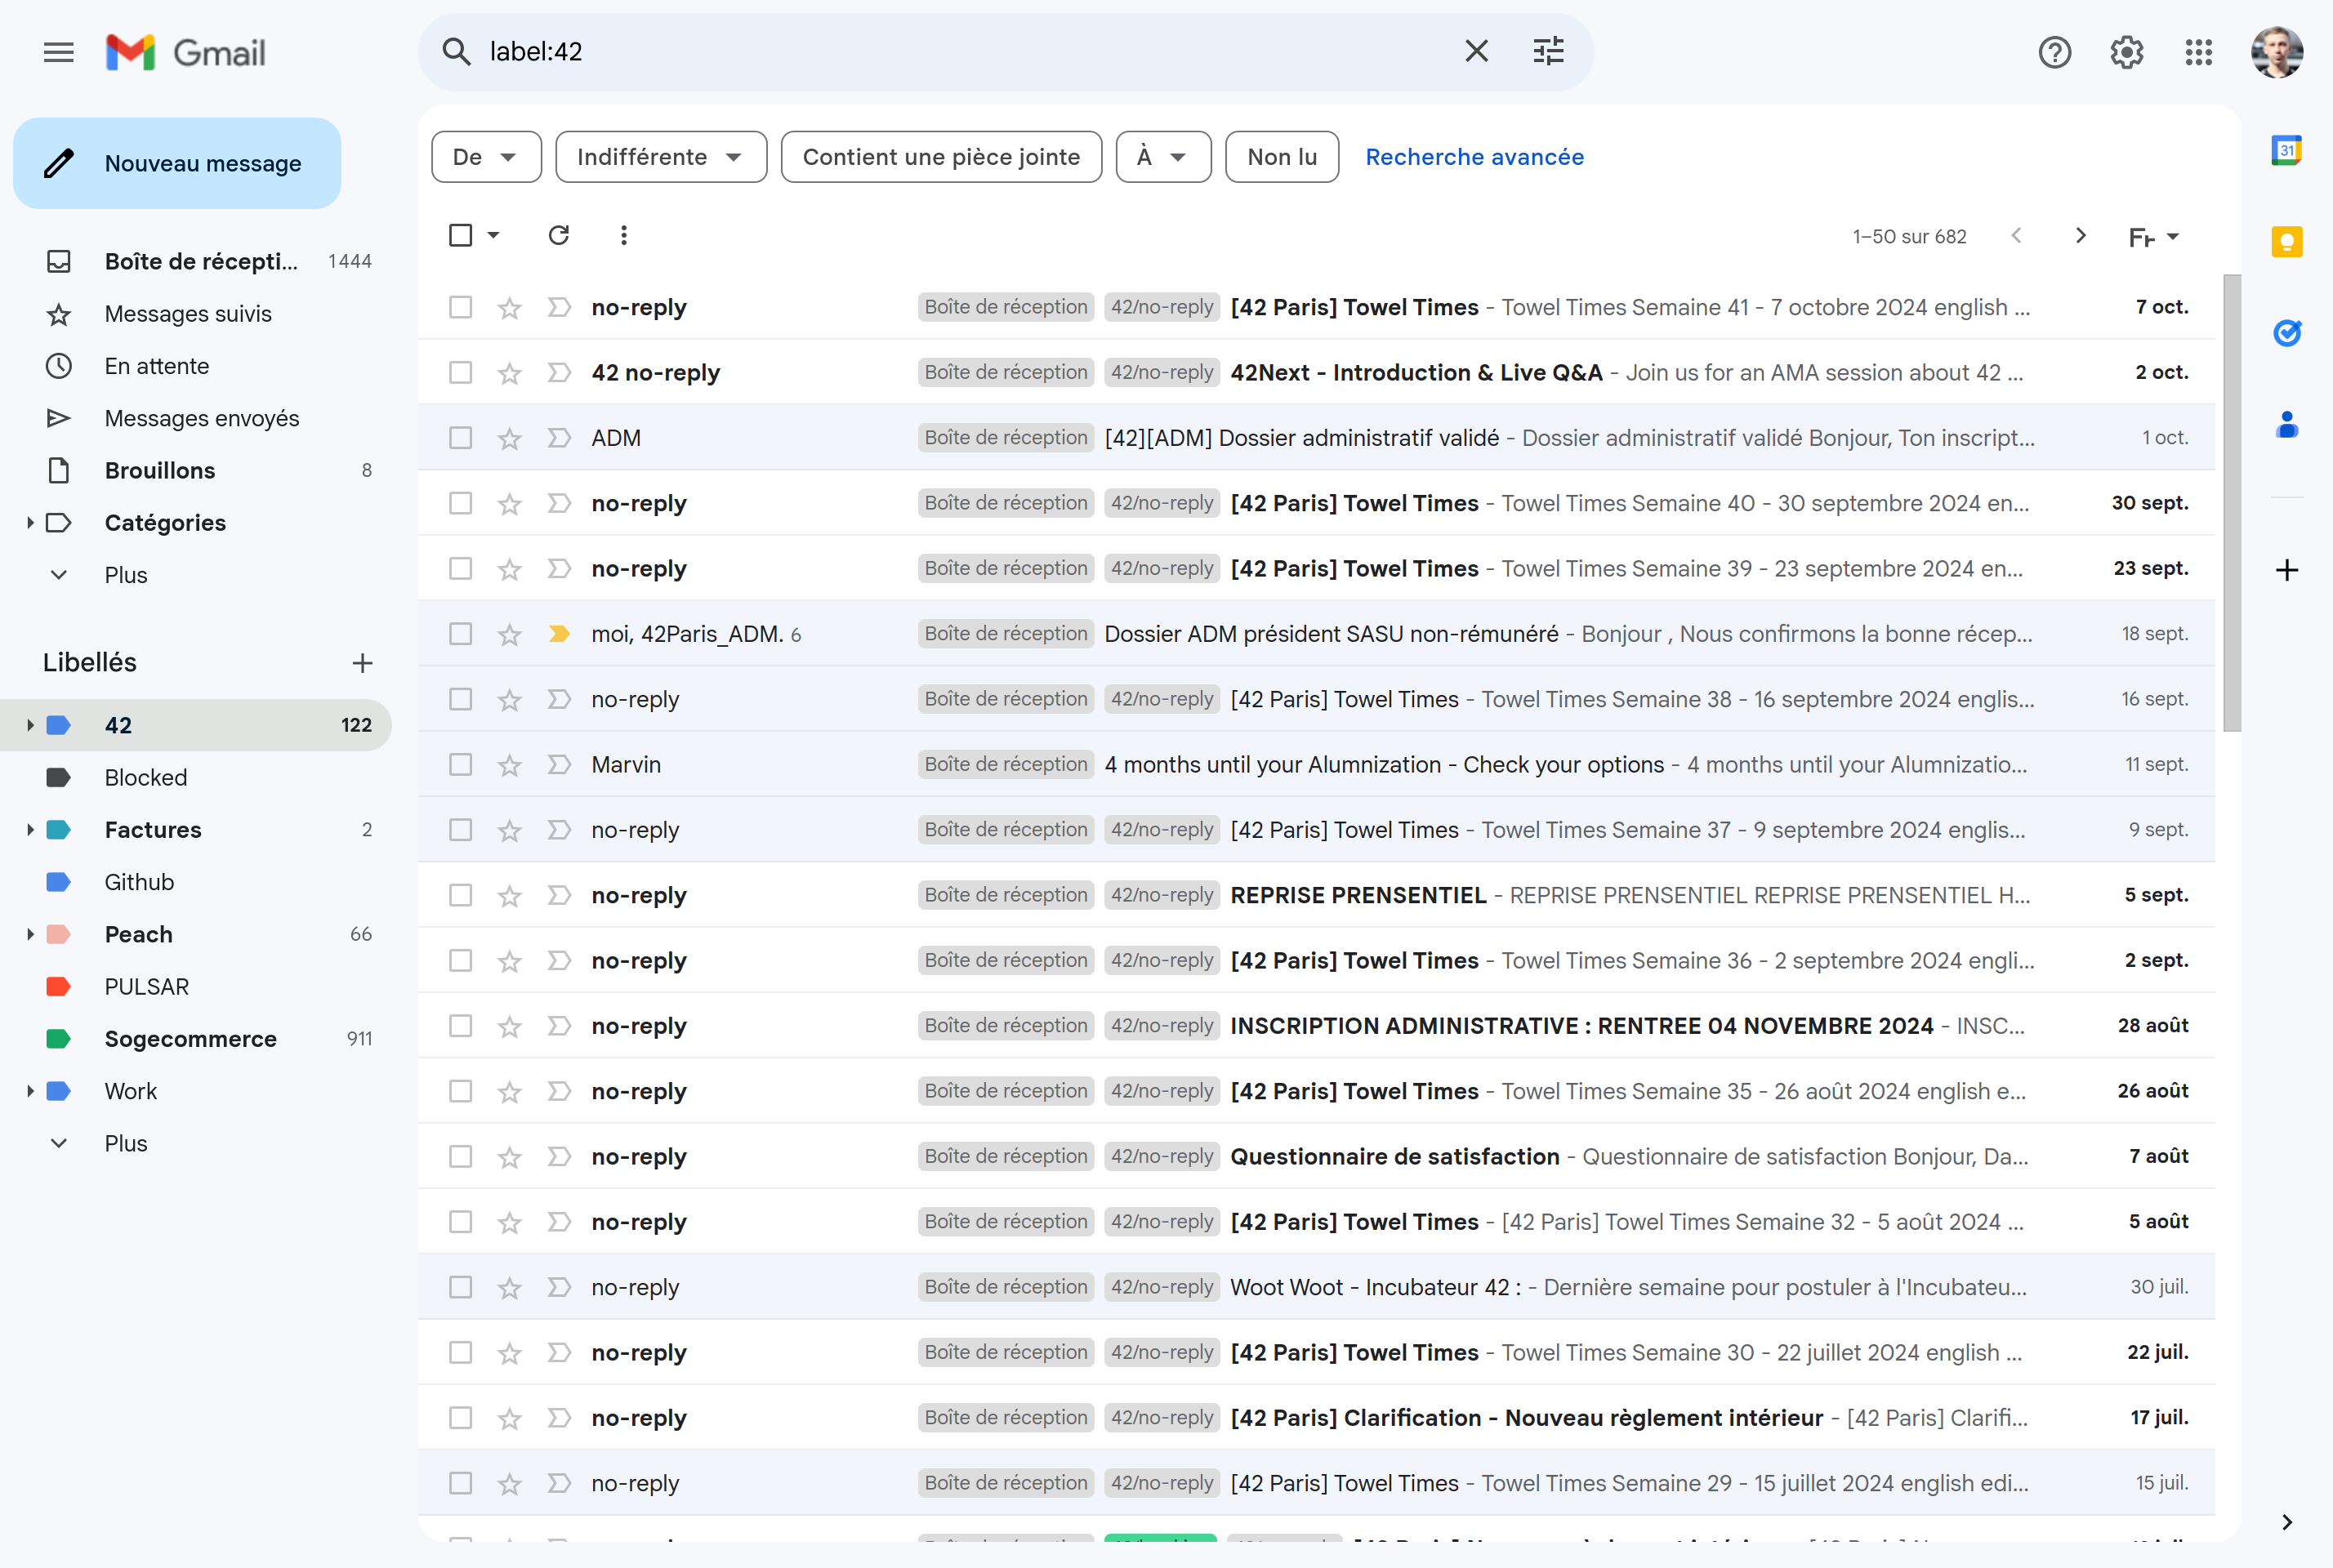 Gmail
label:42
Nouveau message
De
Indifférente
Contient une pièce jointe
À
Non lu
Recherche avancée
1–50 sur 682
Boîte de récepti... 1 444
Messages suivis
En attente
Messages envoyés
Brouillons 8
Catégories
Plus
Libellés
42 122
Blocked
Factures 2
Github
Peach 66
PULSAR
Sogecommerce 911
Work
Plus
no-reply Boîte de réception 42/no-reply [42 Paris] Towel Times - Towel Times Semaine 41 - 7 octobre 2024 english ... 7 oct.
42 no-reply Boîte de réception 42/no-reply 42Next - Introduction & Live Q&A - Join us for an AMA session about 42 ... 2 oct.
ADM Boîte de réception [42][ADM] Dossier administratif validé - Dossier administratif validé Bonjour, Ton inscript... 1 oct.
no-reply Boîte de réception 42/no-reply [42 Paris] Towel Times - Towel Times Semaine 40 - 30 septembre 2024 en... 30 sept.
no-reply Boîte de réception 42/no-reply [42 Paris] Towel Times - Towel Times Semaine 39 - 23 septembre 2024 en... 23 sept.
moi, 42Paris_ADM. 6 Boîte de réception Dossier ADM président SASU non-rémunéré - Bonjour , Nous confirmons la bonne récep... 18 sept.
no-reply Boîte de réception 42/no-reply [42 Paris] Towel Times - Towel Times Semaine 38 - 16 septembre 2024 englis... 16 sept.
Marvin Boîte de réception 4 months until your Alumnization - Check your options - 4 months until your Alumnizatio... 11 sept.
no-reply Boîte de réception 42/no-reply [42 Paris] Towel Times - Towel Times Semaine 37 - 9 septembre 2024 englis... 9 sept.
no-reply Boîte de réception 42/no-reply REPRISE PRENSENTIEL - REPRISE PRENSENTIEL REPRISE PRENSENTIEL H... 5 sept.
no-reply Boîte de réception 42/no-reply [42 Paris] Towel Times - Towel Times Semaine 36 - 2 septembre 2024 engli... 2 sept.
no-reply Boîte de réception 42/no-reply INSCRIPTION ADMINISTRATIVE : RENTREE 04 NOVEMBRE 2024 - INSC... 28 août
no-reply Boîte de réception 42/no-reply [42 Paris] Towel Times - Towel Times Semaine 35 - 26 août 2024 english e... 26 août
no-reply Boîte de réception 42/no-reply Questionnaire de satisfaction - Questionnaire de satisfaction Bonjour, Da... 7 août
no-reply Boîte de réception 42/no-reply [42 Paris] Towel Times - [42 Paris] Towel Times Semaine 32 - 5 août 2024 ... 5 août
no-reply Boîte de réception 42/no-reply Woot Woot - Incubateur 42 : - Dernière semaine pour postuler à l'Incubateu... 30 juil.
no-reply Boîte de réception 42/no-reply [42 Paris] Towel Times - Towel Times Semaine 30 - 22 juillet 2024 english ... 22 juil.
no-reply Boîte de réception 42/no-reply [42 Paris] Clarification - Nouveau règlement intérieur - [42 Paris] Clarifi... 17 juil.
no-reply Boîte de réception 42/no-reply [42 Paris] Towel Times - Towel Times Semaine 29 - 15 juillet 2024 english edi... 15 juil.
31